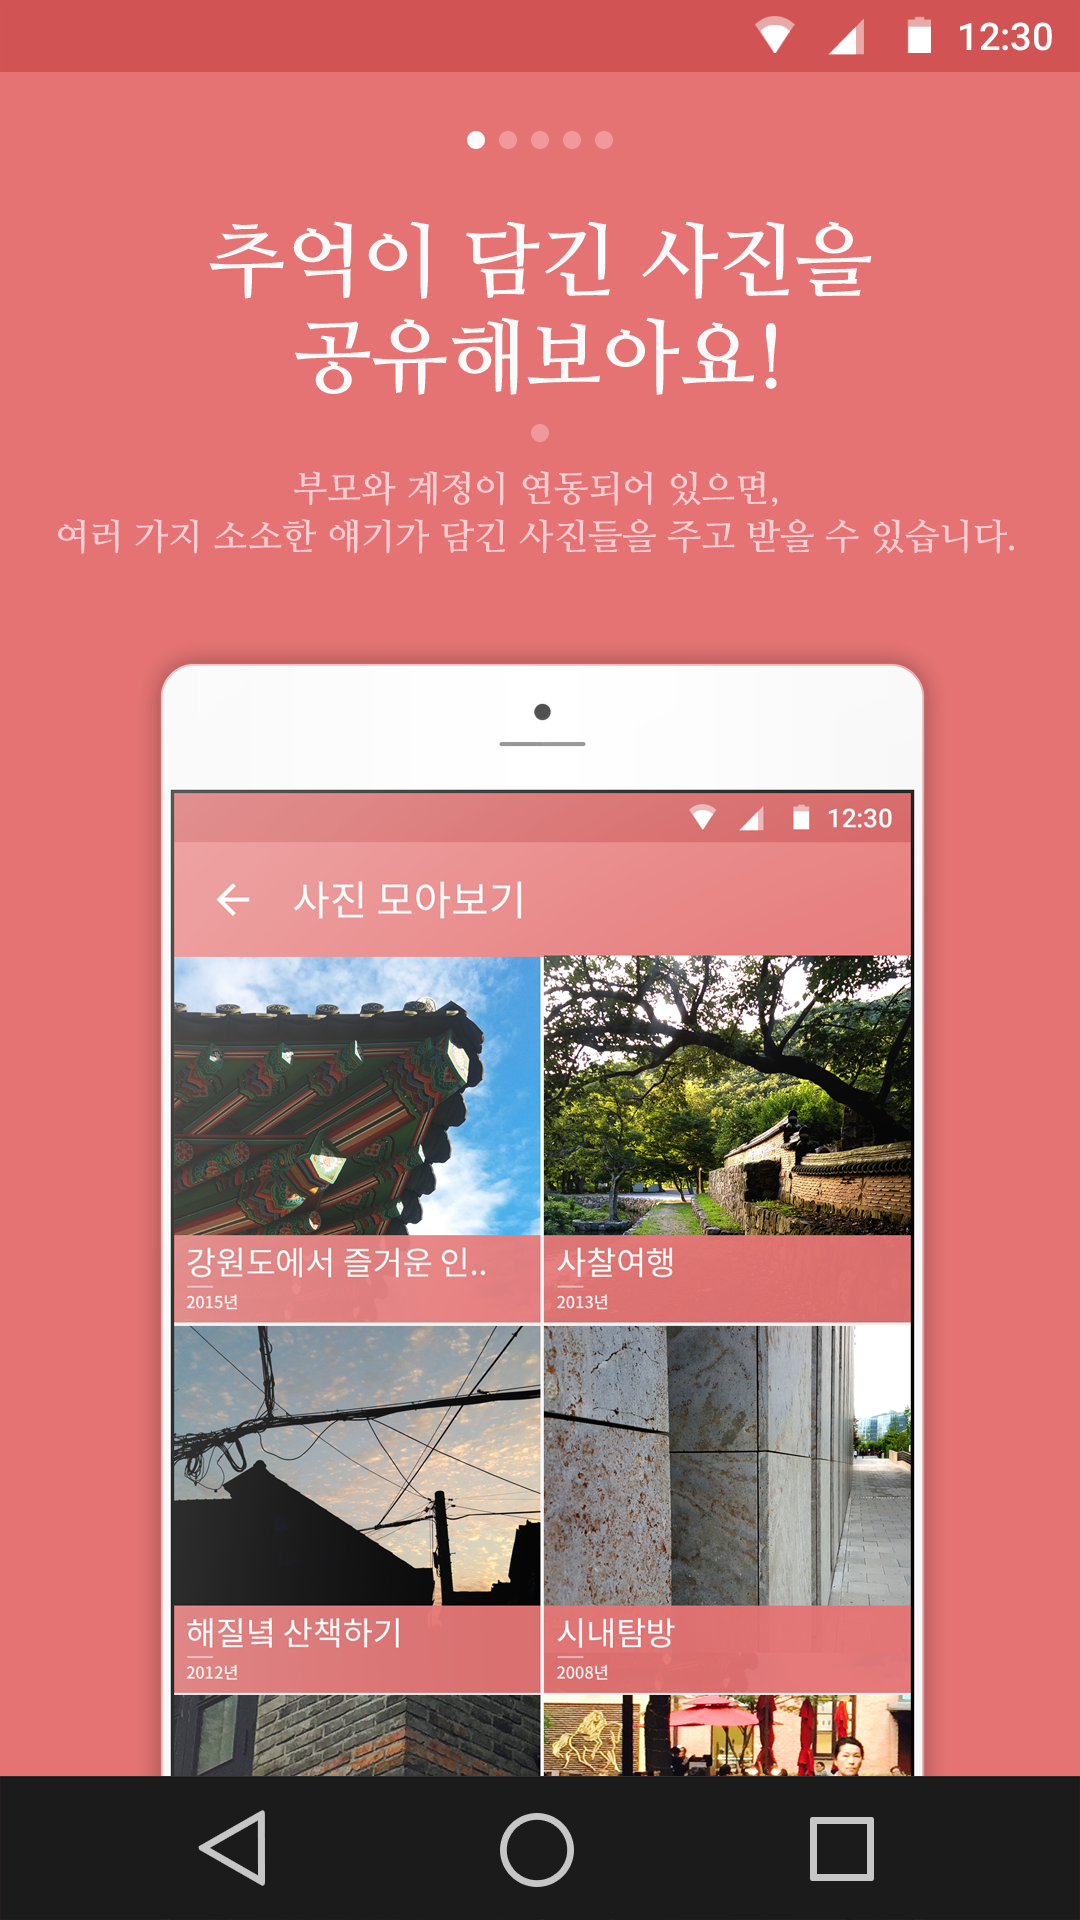 12:30
추억이 담긴 사진을
공유해보아요!
부모와 계정이 연동되어 있으면,
여러 가지 소소한 얘기가 담긴 사진들을 주고 받을 수 있습니다.
12:30
사진 모아보기
강원도에서 즐거운 인..
2015년
사찰여행
2013년
해질녘 산책하기
2012년
시내탐방
2008년